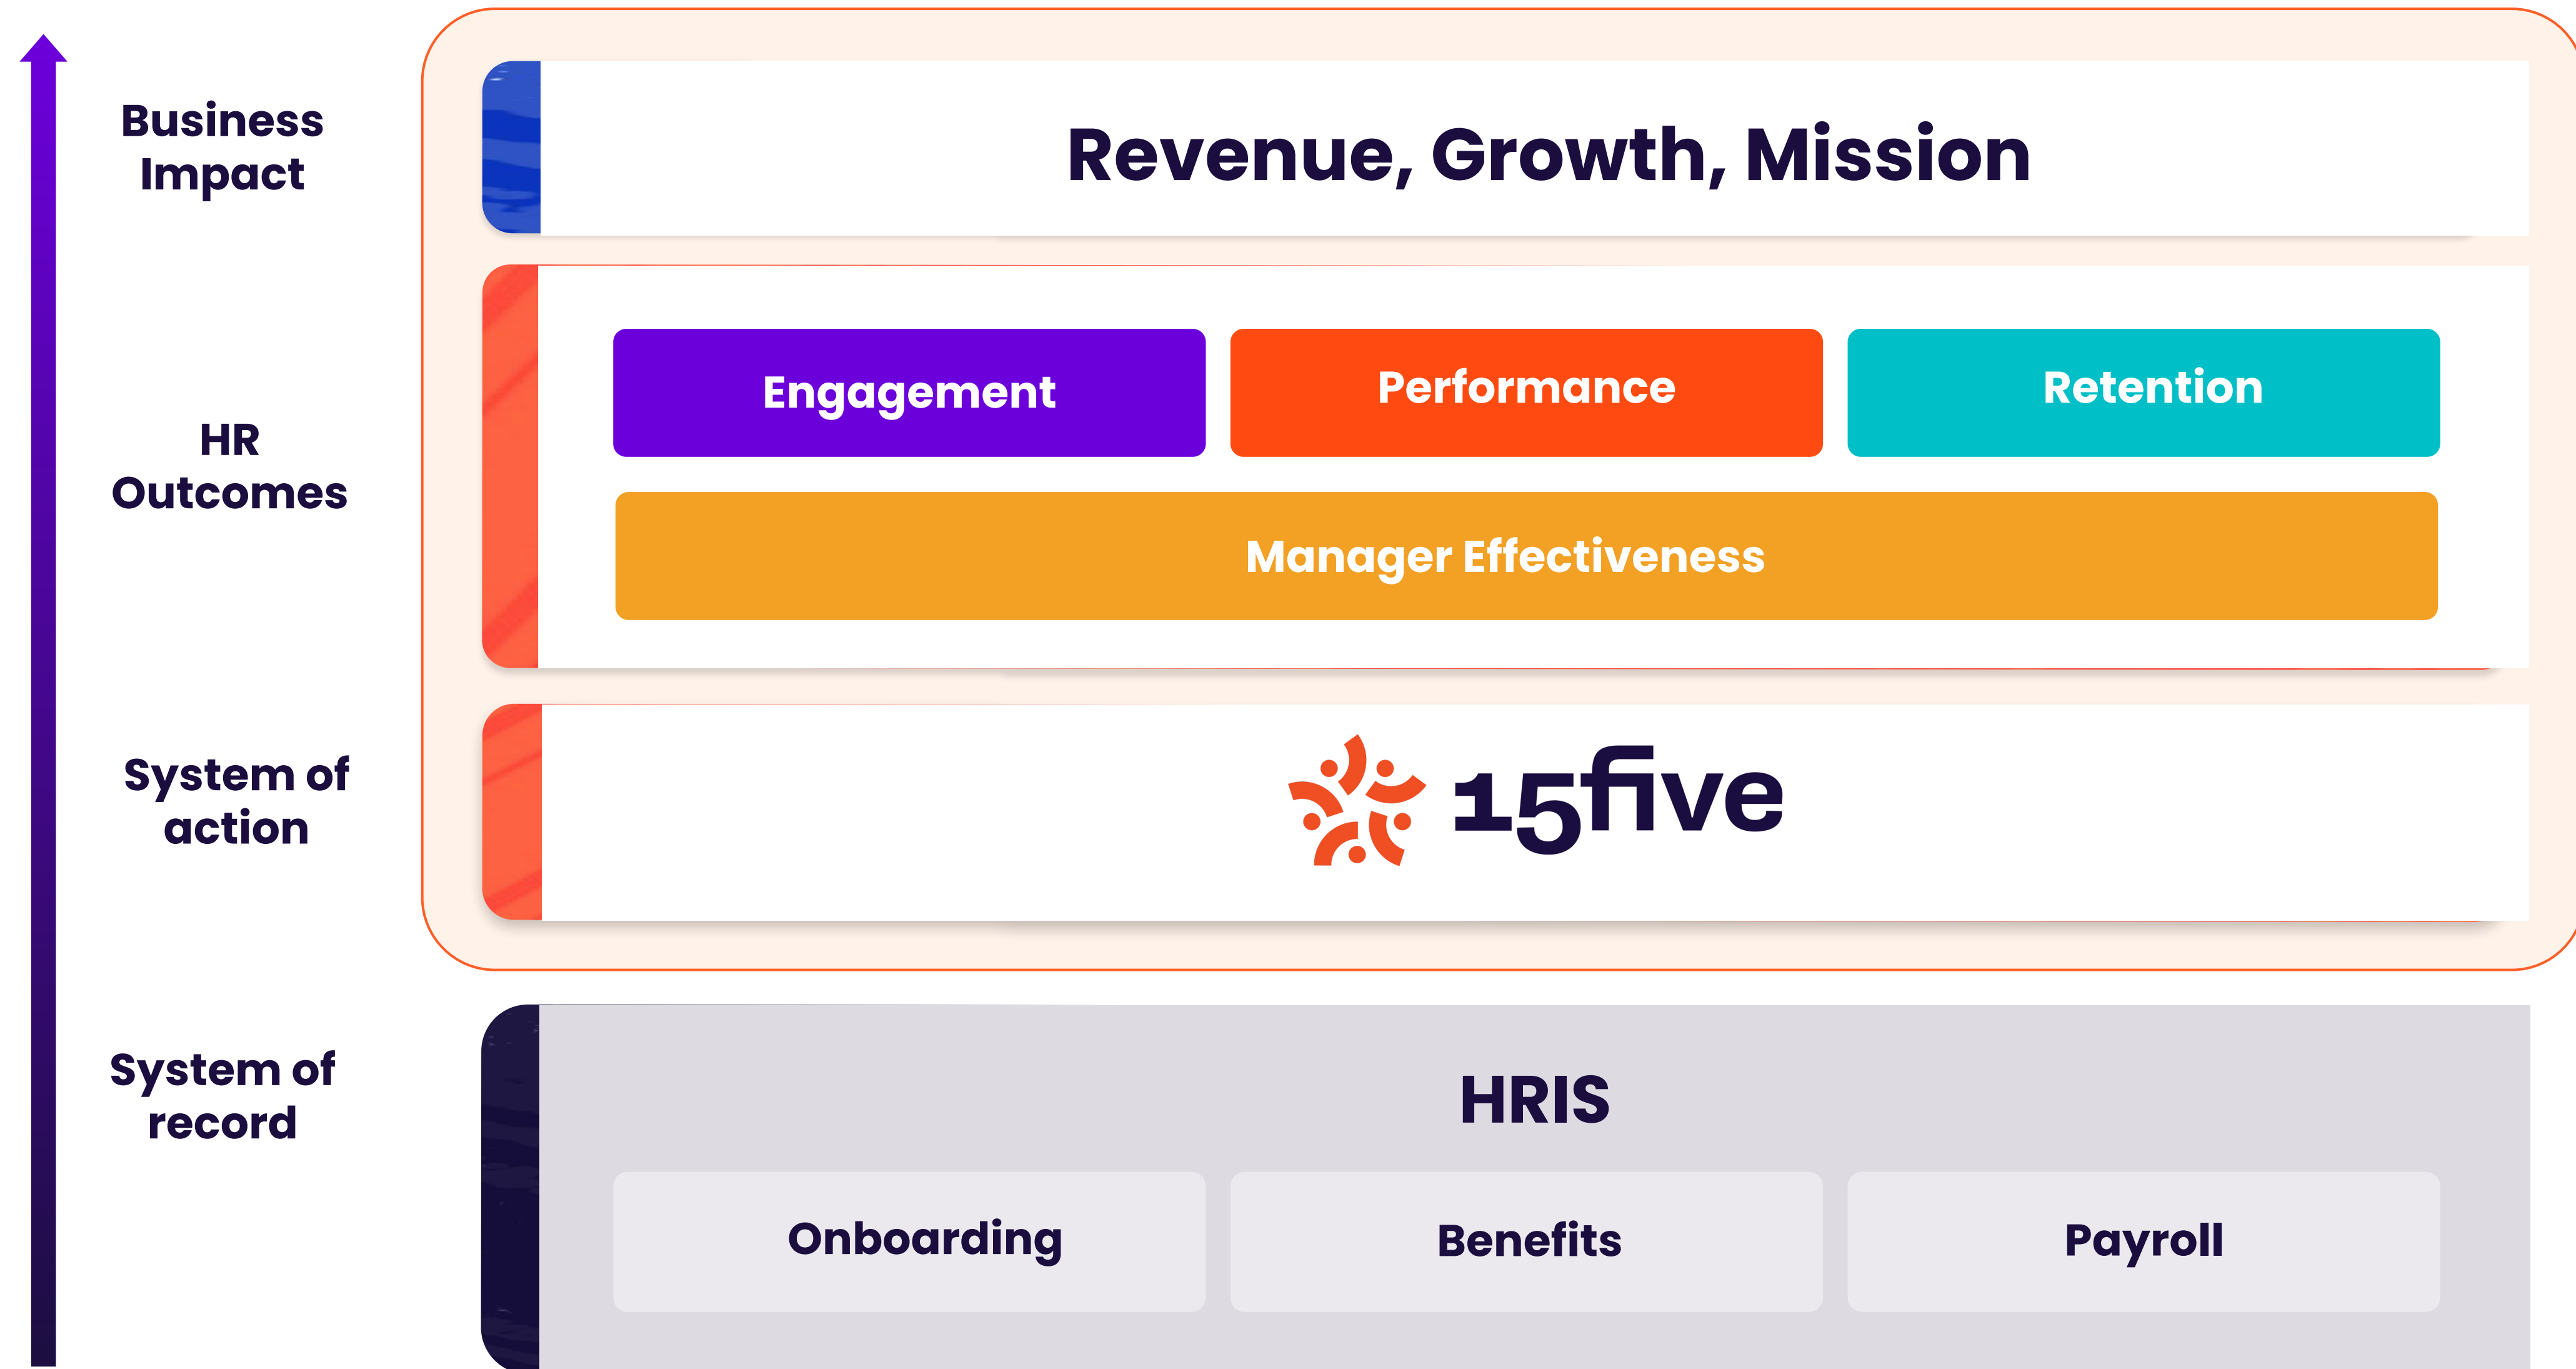 Business
Impact
Revenue, Growth, Mission
HR
Outcomes
Engagement
Performance
Retention
Manager Effectiveness
System of
action
15five
System of
record
HRIS
Onboarding
Benefits
Payroll